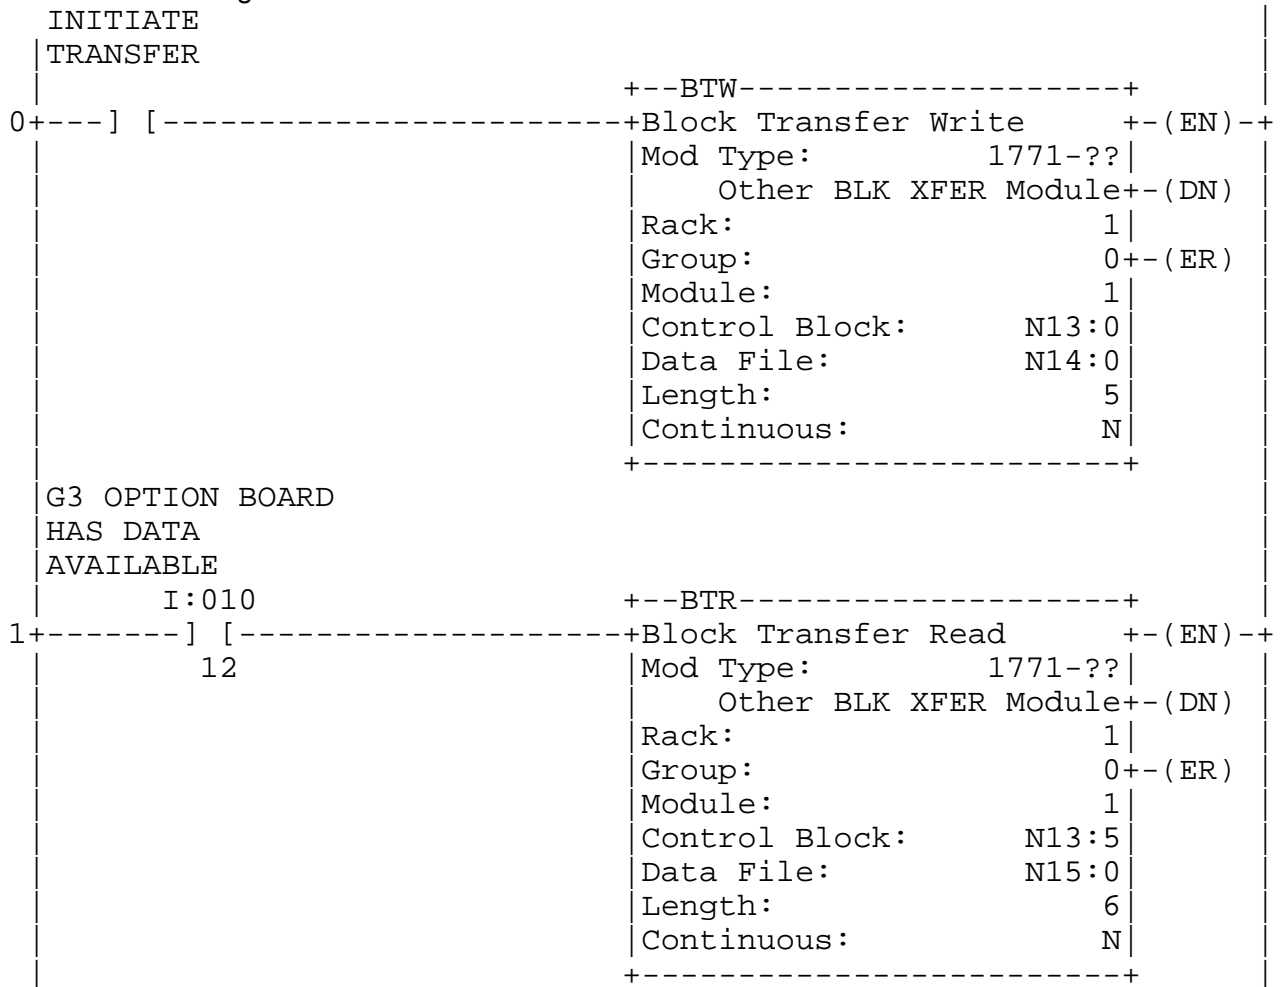 INITIATE
TRANSFER
+--BTW--------------------+
0+---] [------------------------+Block Transfer Write +-(EN)-+
|Mod Type: 1771-??|
| Other BLK XFER Module+-(DN)
|Rack: 1|
|Group: 0+-(ER)
|Module: 1|
|Control Block: N13:0|
|Data File: N14:0|
|Length: 5|
|Continuous: N|
+-------------------------+
G3 OPTION BOARD
HAS DATA
AVAILABLE
I:010 +--BTR--------------------+
1+-------] [--------------------+Block Transfer Read +-(EN)-+
12 |Mod Type: 1771-??|
| Other BLK XFER Module+-(DN)
|Rack: 1|
|Group: 0+-(ER)
|Module: 1|
|Control Block: N13:5|
|Data File: N15:0|
|Length: 6|
|Continuous: N|
+-------------------------+